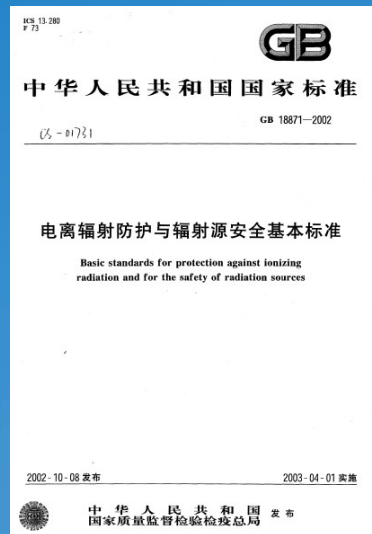 ICS 13.280
F 73
GB
中华人民共和国国家标准
GB 18871—2002
电离辐射防护与辐射源安全基本标准
Basic standards for protection against ionizing
radiation and for the safety of radiation sources
2002-10-08 发布
2003-04-01 实施
中华人民共和国
国家质量监督检验检疫总局
发布